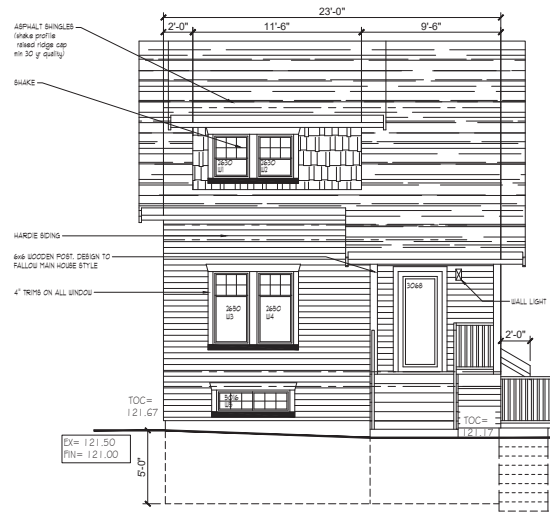 23'-0"
2'-0" 11'-6" 9'-6"
ASPHALT SHINGLES
(shake profile
raised ridge cap
min 30 yr quality)
SHAKE
2630
W1
2630
W2
HARDIE SIDING
6x6 WOODEN POST. DESIGN TO
FALLOW MAIN HOUSE STYLE
4" TRIMS ON ALL WINDOW
2650
W3
2650
W4
3068
WALL LIGHT
2'-0"
5016
TOC=
121.67
TOC=
121.17
EX= 121.50
FIN= 121.00
5'-0"